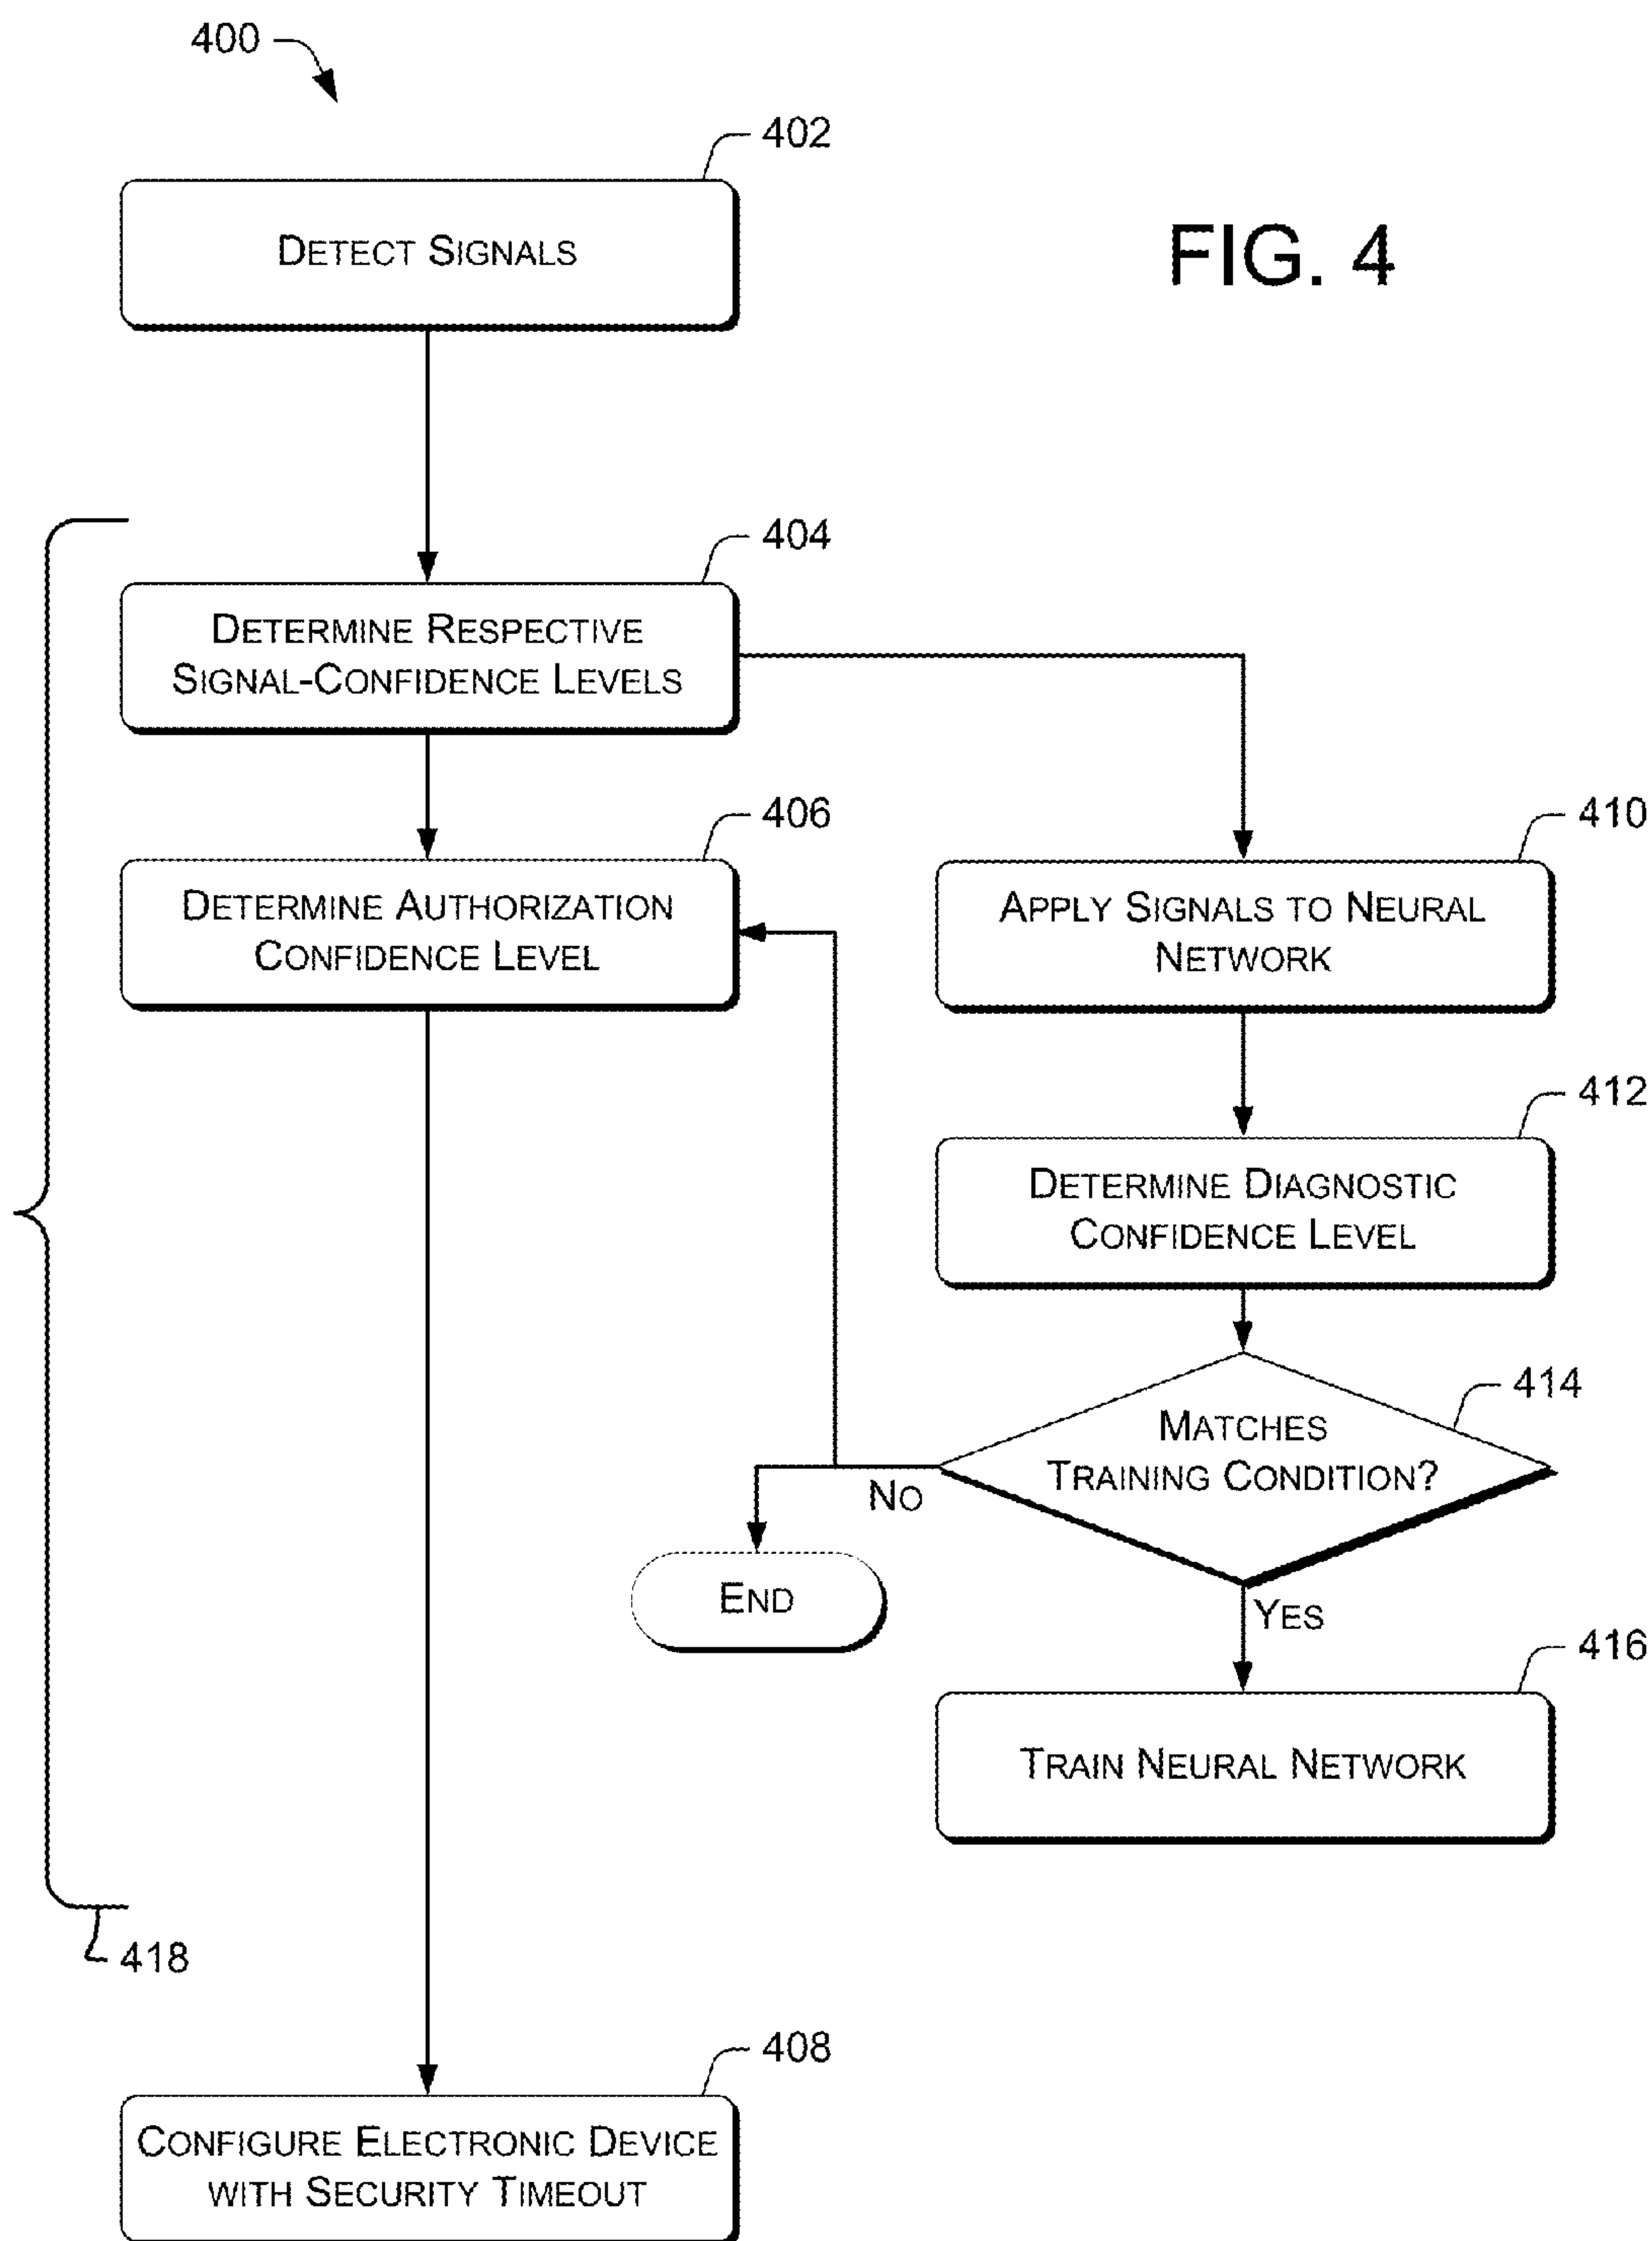 400
402
DETECT SIGNALS
FIG. 4
404
DETERMINE RESPECTIVE
SIGNAL-CONFIDENCE LEVELS
406
DETERMINE AUTHORIZATION
CONFIDENCE LEVEL
410
APPLY SIGNALS TO NEURAL
NETWORK
412
DETERMINE DIAGNOSTIC
CONFIDENCE LEVEL
414
MATCHES
TRAINING CONDITION?
NO
END
YES
416
TRAIN NEURAL NETWORK
418
408
CONFIGURE ELECTRONIC DEVICE
WITH SECURITY TIMEOUT